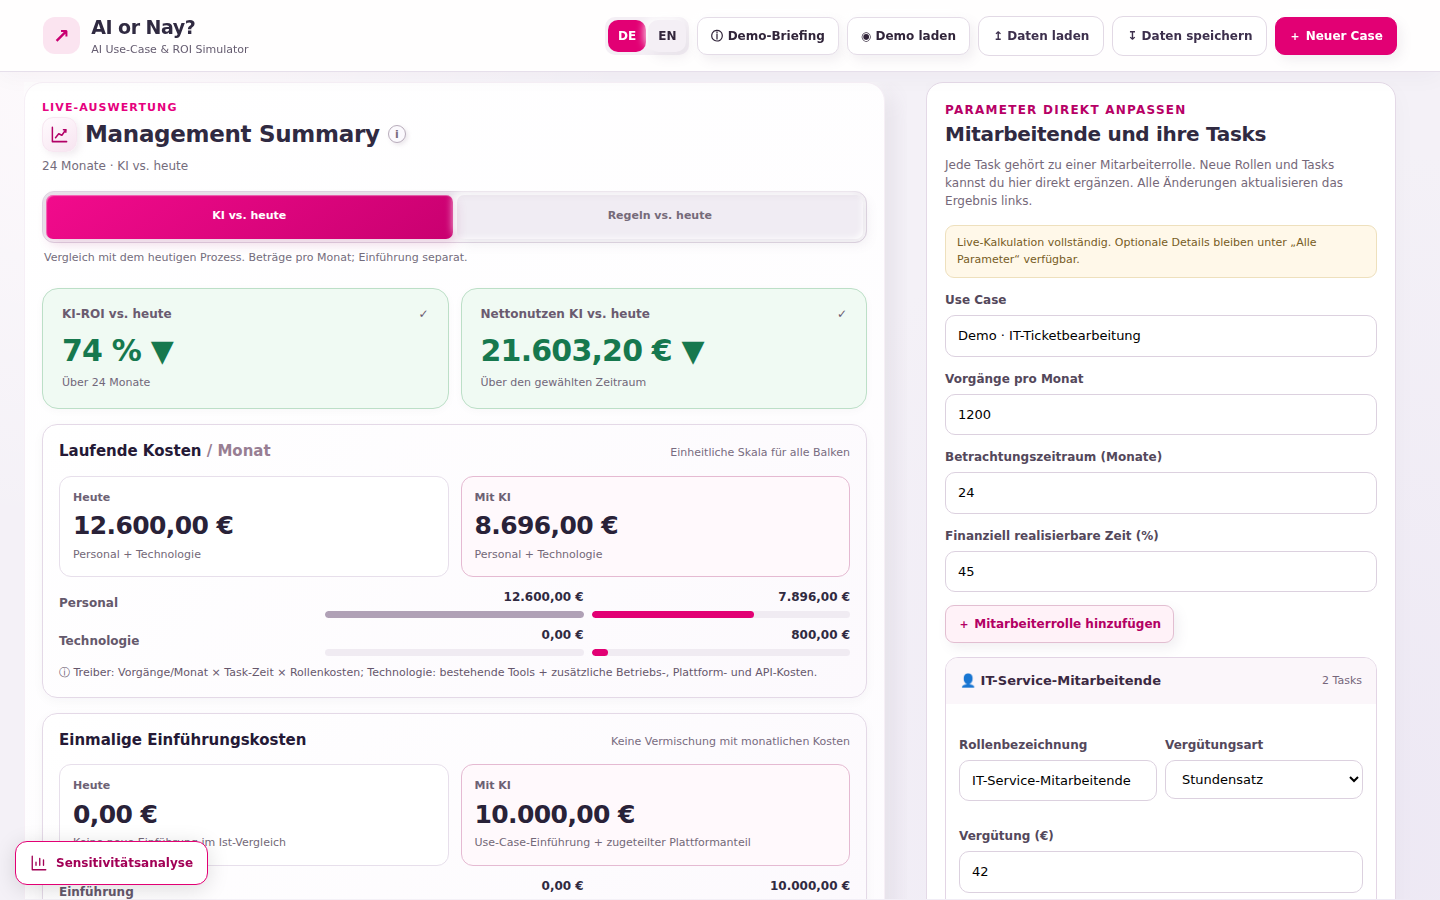 AI or Nay?
AI Use-Case & ROI Simulator
DE
EN
ⓘ Demo-Briefing
◉ Demo laden
↥ Daten laden
↧ Daten speichern
+ Neuer Case
LIVE-AUSWERTUNG
Management Summary i
24 Monate · KI vs. heute
KI vs. heute
Regeln vs. heute
Vergleich mit dem heutigen Prozess. Beträge pro Monat; Einführung separat.
KI-ROI vs. heute ✓
74 % ▼
Über 24 Monate
Nettonutzen KI vs. heute ✓
21.603,20 € ▼
Über den gewählten Zeitraum
Laufende Kosten / Monat
Einheitliche Skala für alle Balken
Heute
12.600,00 €
Personal + Technologie
Mit KI
8.696,00 €
Personal + Technologie
Personal
12.600,00 €
7.896,00 €
Technologie
0,00 €
800,00 €
ⓘ Treiber: Vorgänge/Monat × Task-Zeit × Rollenkosten; Technologie: bestehende Tools + zusätzliche Betriebs-, Plattform- und API-Kosten.
Einmalige Einführungskosten
Keine Vermischung mit monatlichen Kosten
Heute
0,00 €
Keine neue Einführung im Ist-Vergleich
Mit KI
10.000,00 €
Use-Case-Einführung + zugeteilter Plattformanteil
Einführung
0,00 €
10.000,00 €
Sensitivitätsanalyse
PARAMETER DIREKT ANPASSEN
Mitarbeitende und ihre Tasks
Jede Task gehört zu einer Mitarbeiterrolle. Neue Rollen und Tasks
kannst du hier direkt ergänzen. Alle Änderungen aktualisieren das
Ergebnis links.
Live-Kalkulation vollständig. Optionale Details bleiben unter „Alle
Parameter“ verfügbar.
Use Case
Demo · IT-Ticketbearbeitung
Vorgänge pro Monat
1200
Betrachtungszeitraum (Monate)
24
Finanziell realisierbare Zeit (%)
45
+ Mitarbeiterrolle hinzufügen
IT-Service-Mitarbeitende
2 Tasks
Rollenbezeichnung
IT-Service-Mitarbeitende
Vergütungsart
Stundensatz
Vergütung (€)
42